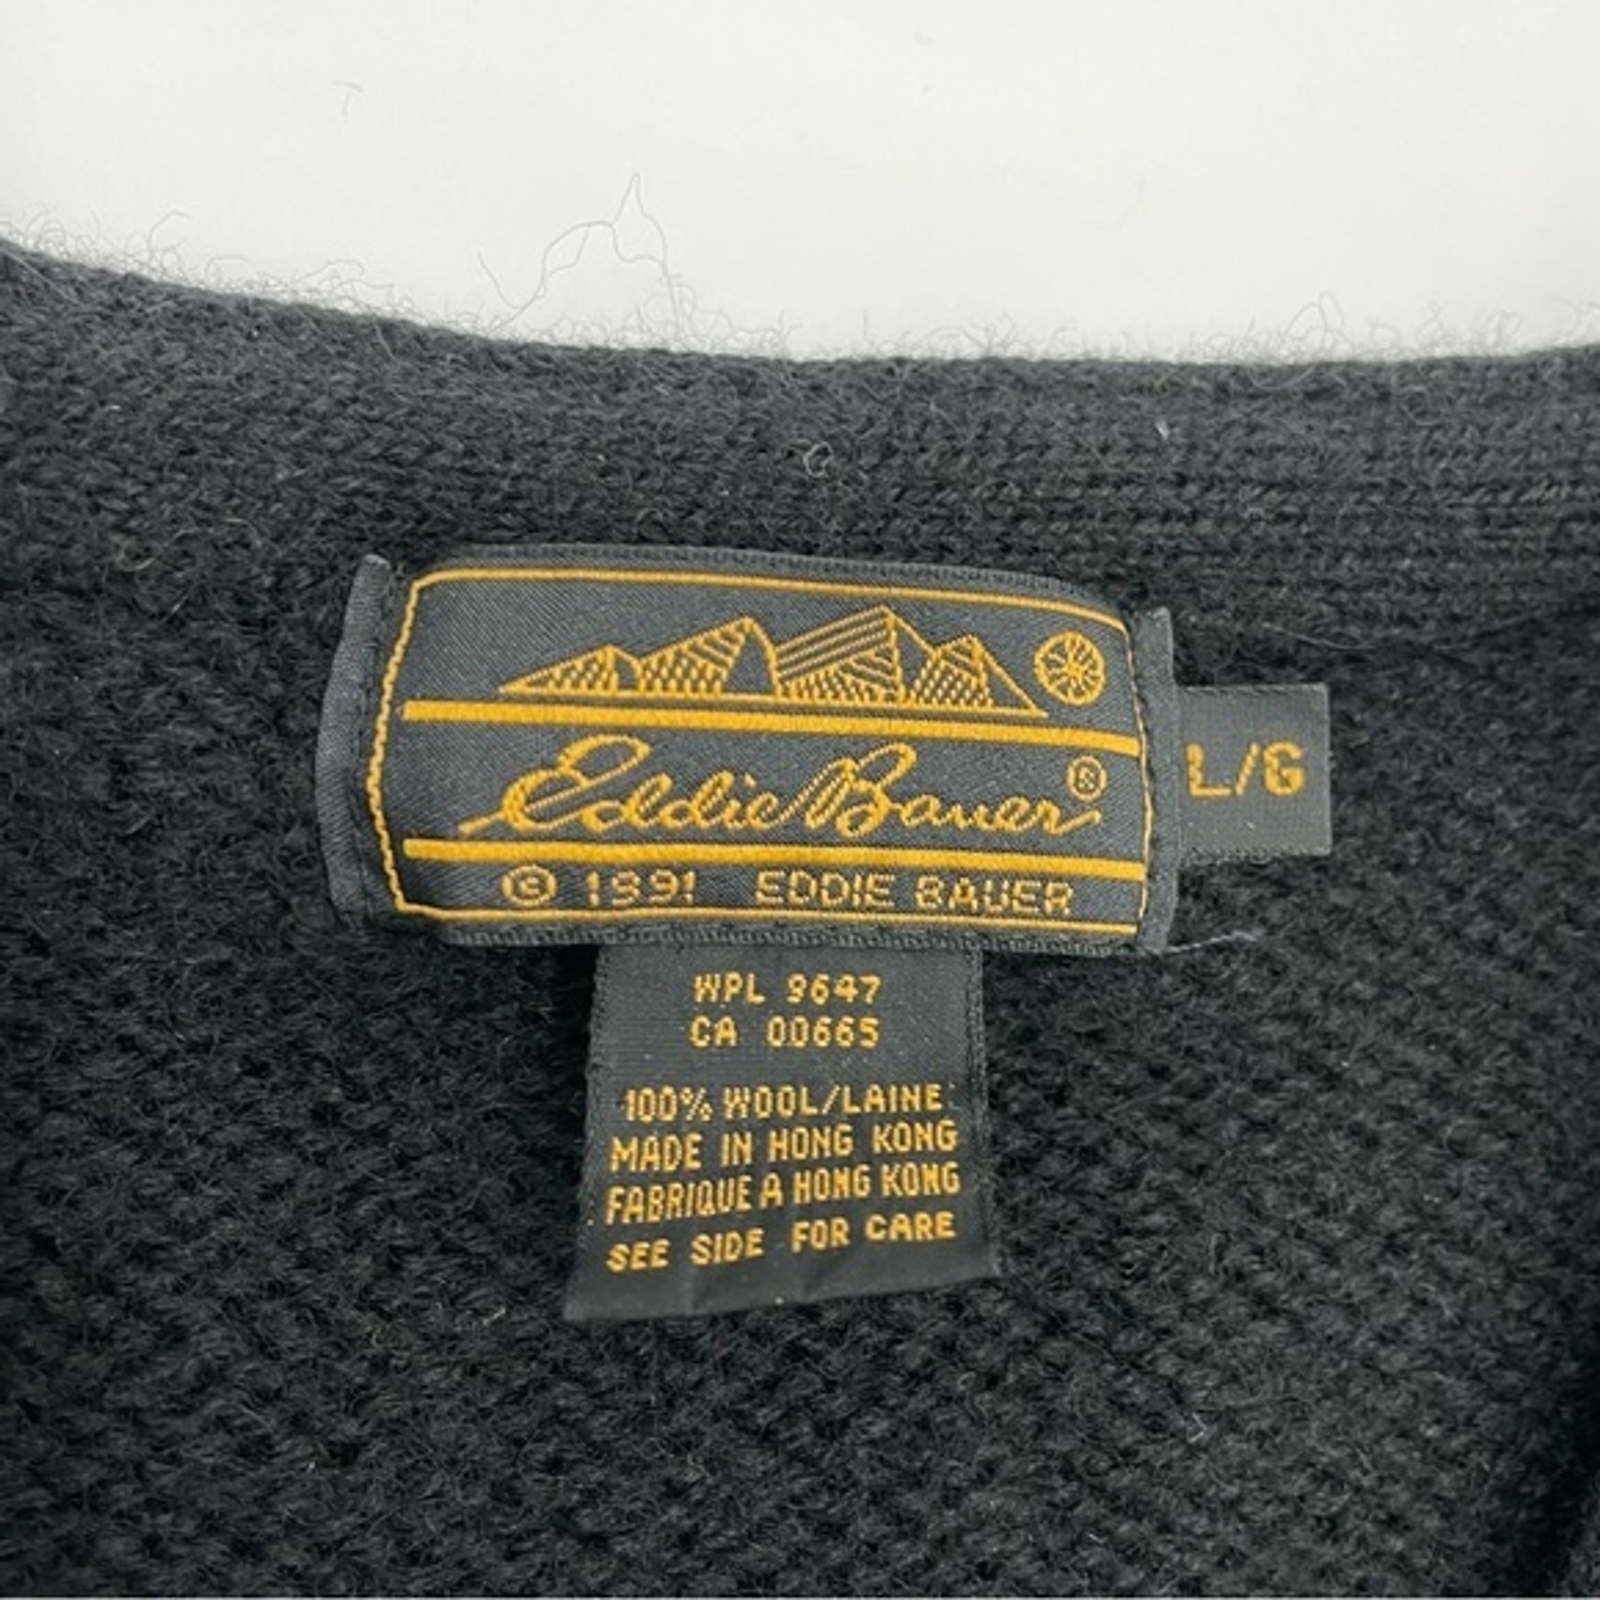 Eddie Bauer®
L/G
© 1991 EDDIE BAUER
WPL 9647
CA 00665
100% WOOL/LAINE
MADE IN HONG KONG
FABRIQUE A HONG KONG
SEE SIDE FOR CARE